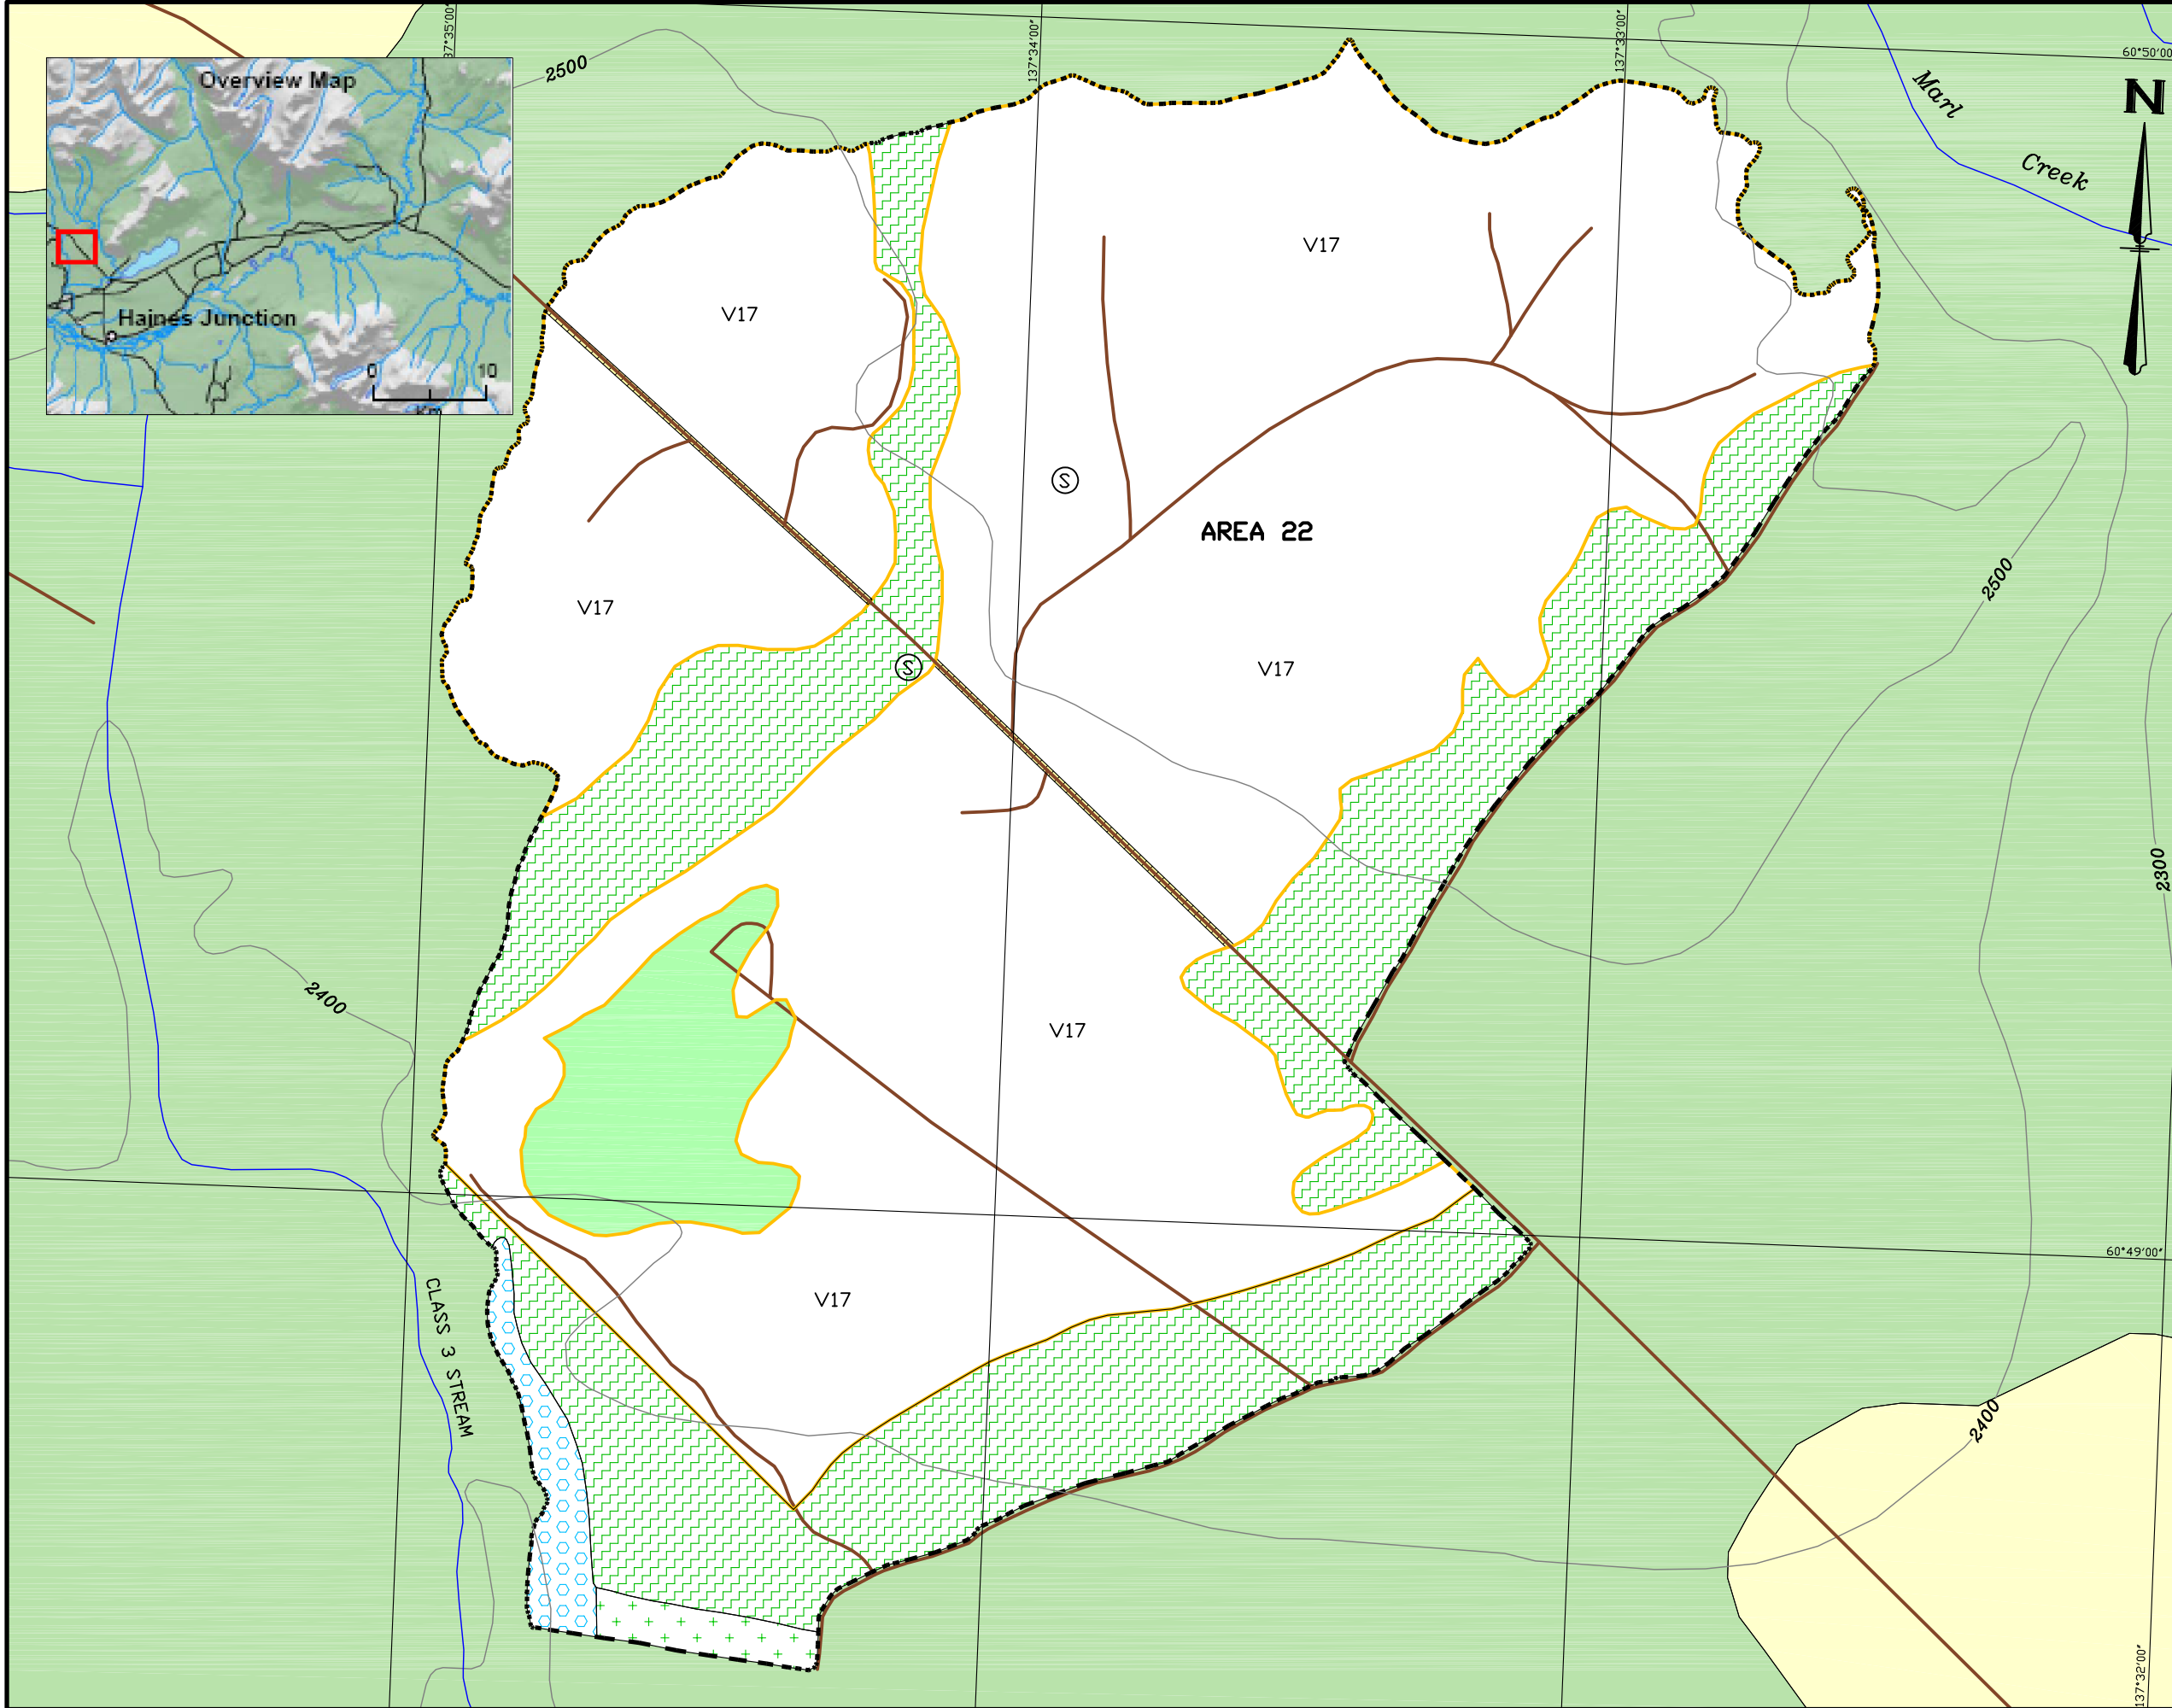 137°35'00"
137°34'00"
137°33'00"
60°50'00"
2500
Overview Map
Haines Junction
0 10
Km
Marl
Creek
N
V17
V17
S
AREA 22
V17
S
V17
2500
2300
2400
V17
60°49'00"
CLASS 3 STREAM
V17
2400
137°32'00"